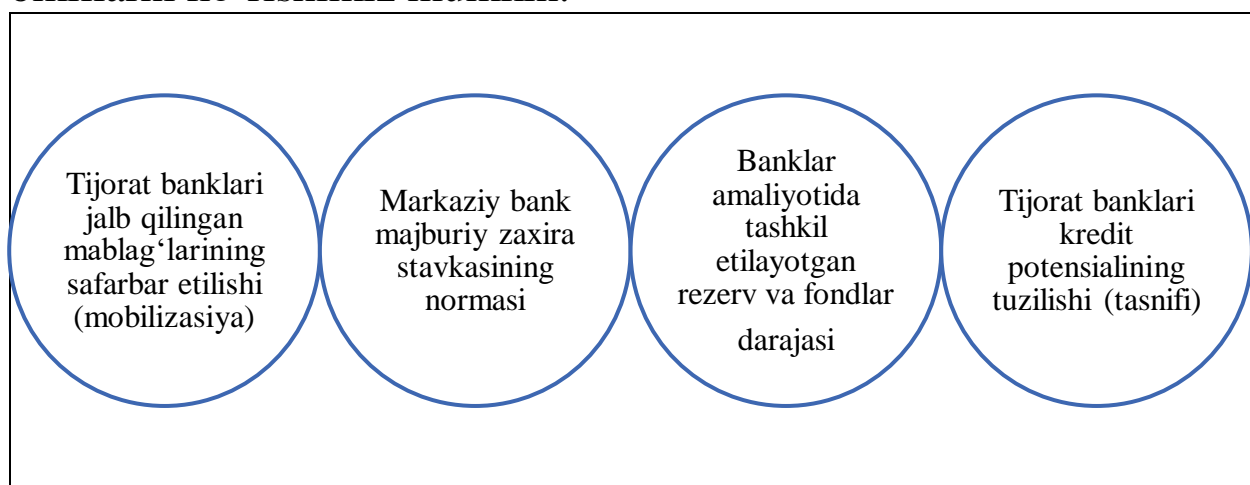 Tijorat banklari
jalb qilingan
mablag‘larining
safarbar etilishi
(mobilizasiya)
Markaziy bank
majburiy zaxira
stavkasining
normasi
Banklar
amaliyotida
tashkil
etilayotgan
rezerv va fondlar
darajasi
Tijorat banklari
kredit
potensialining
tuzilishi (tasnifi)